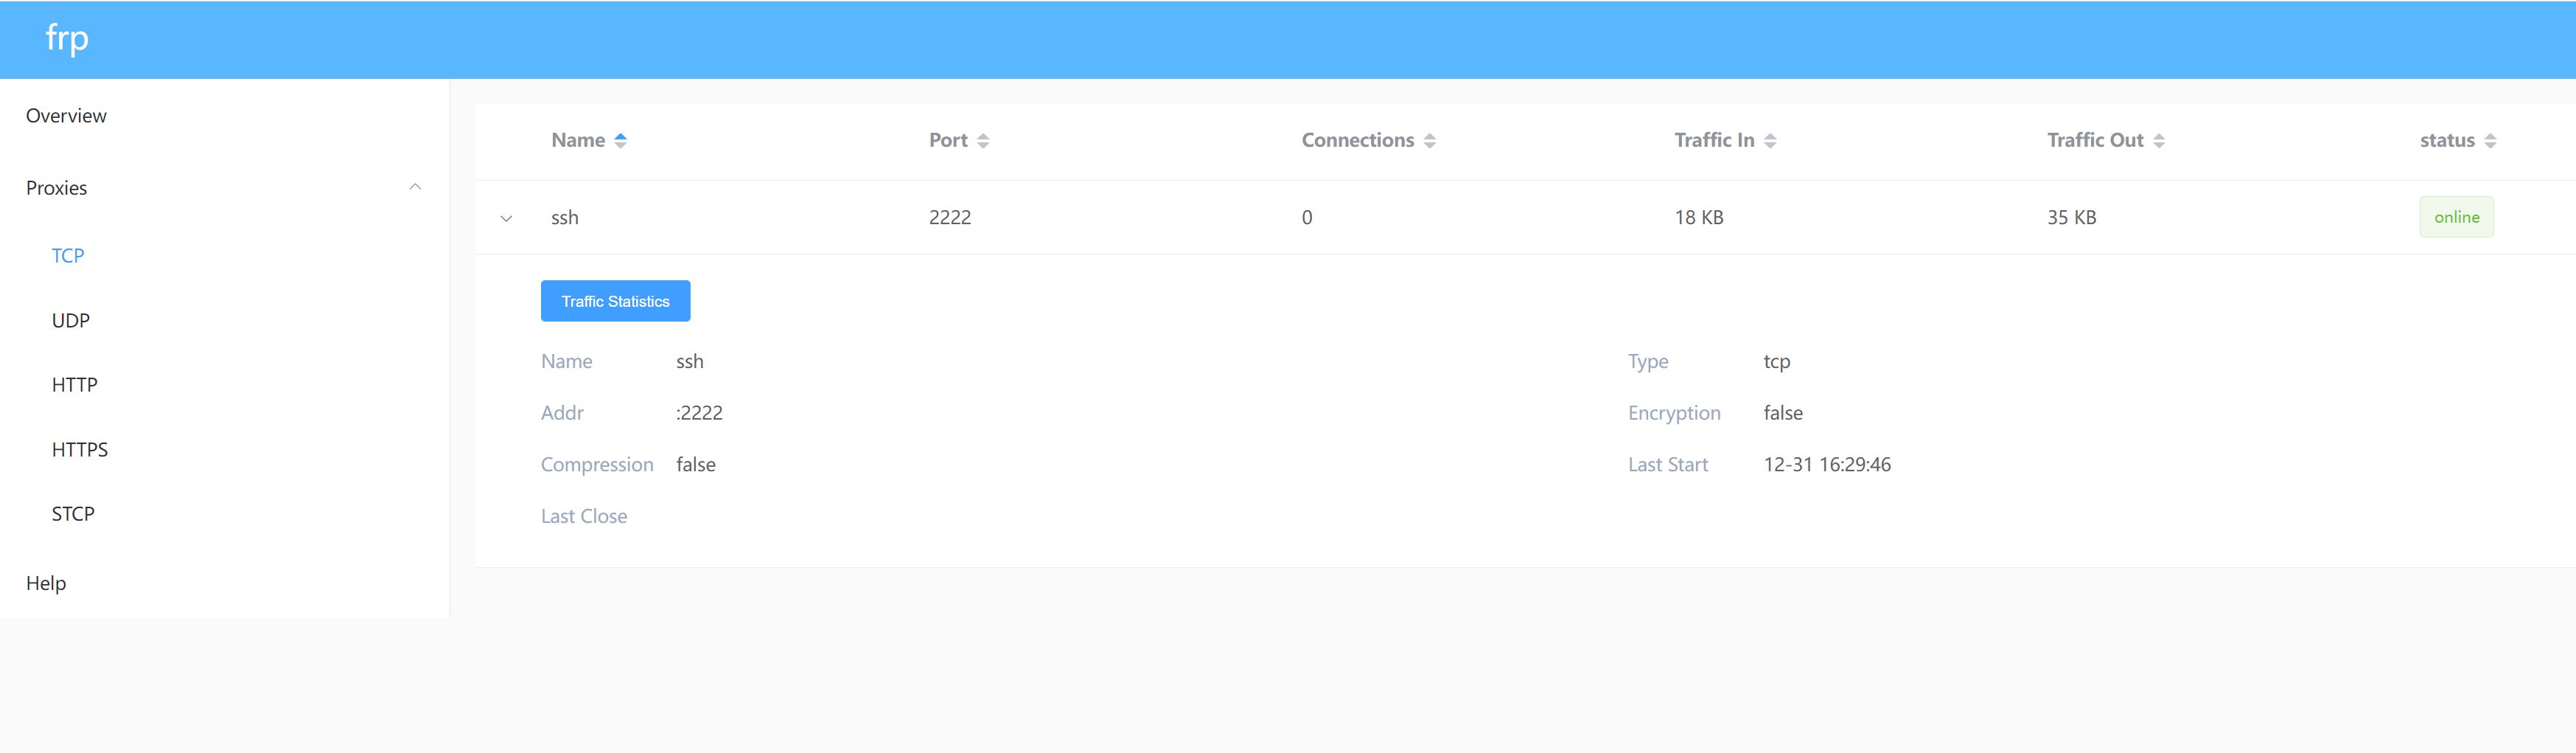 frp
Overview
Proxies
TCP
UDP
HTTP
HTTPS
STCP
Help
Name Port Connections Traffic In Traffic Out status
ssh 2222 0 18 KB 35 KB online
Traffic Statistics
Name ssh Type tcp
Addr :2222 Encryption false
Compression false Last Start 12-31 16:29:46
Last Close